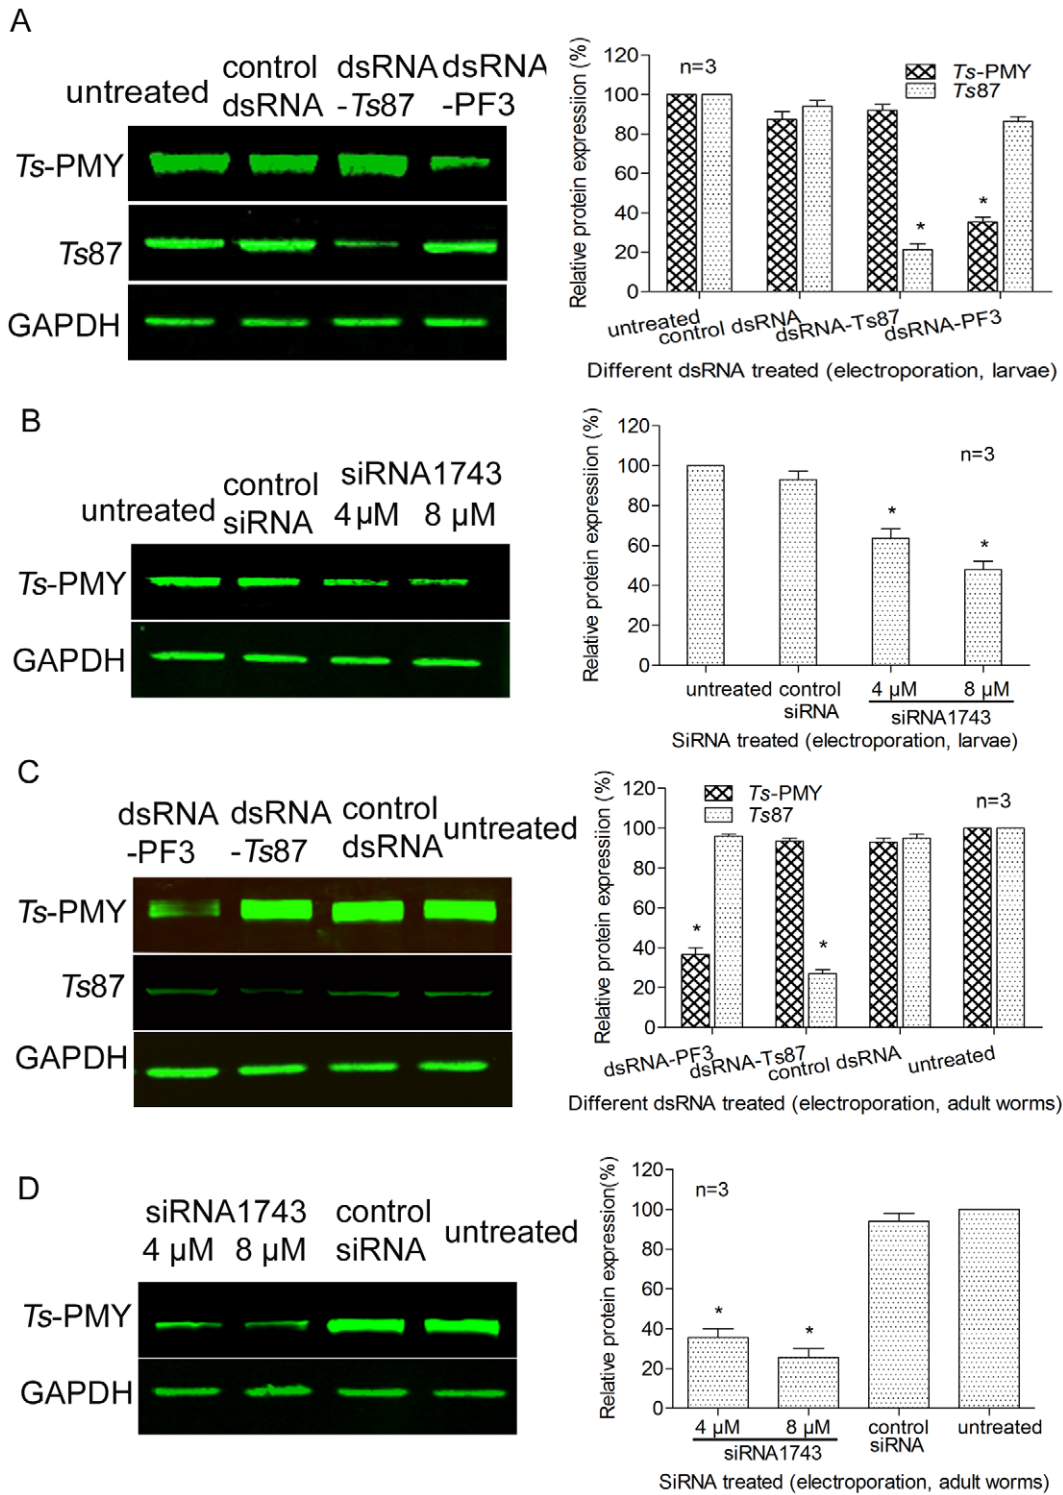 A
untreated
control
dsRNA
dsRNA
-Ts87
dsRNA
-PF3
Ts-PMY
Ts87
GAPDH
Relative protein expressiion (%)
120
100
80
60
40
20
0
n=3
Ts-PMY
Ts87
*
*
untreated
control dsRNA
dsRNA-Ts87
dsRNA-PF3
Different dsRNA treated (electroporation, larvae)
B
untreated
control
siRNA
siRNA1743
4 µM 8 µM
Ts-PMY
GAPDH
Relative protein expressiion (%)
120
100
80
60
40
20
0
n=3
*
*
untreated
control
siRNA
4 µM 8 µM
siRNA1743
SiRNA treated (electroporation, larvae)
C
dsRNA
-PF3
dsRNA
-Ts87
control
dsRNA
untreated
Ts-PMY
Ts87
GAPDH
Relative protein expressiion (%)
120
100
80
60
40
20
0
Ts-PMY
Ts87
n=3
*
*
dsRNA-PF3
dsRNA-Ts87
control dsRNA
untreated
Different dsRNA treated (electroporation, adult worms)
D
siRNA1743
4 µM 8 µM
control
siRNA
untreated
Ts-PMY
GAPDH
Relative protein expressiion(%)
120
100
80
60
40
20
0
n=3
*
*
4 µM 8 µM
siRNA1743
control
siRNA
untreated
SiRNA treated (electroporation, adult worms)